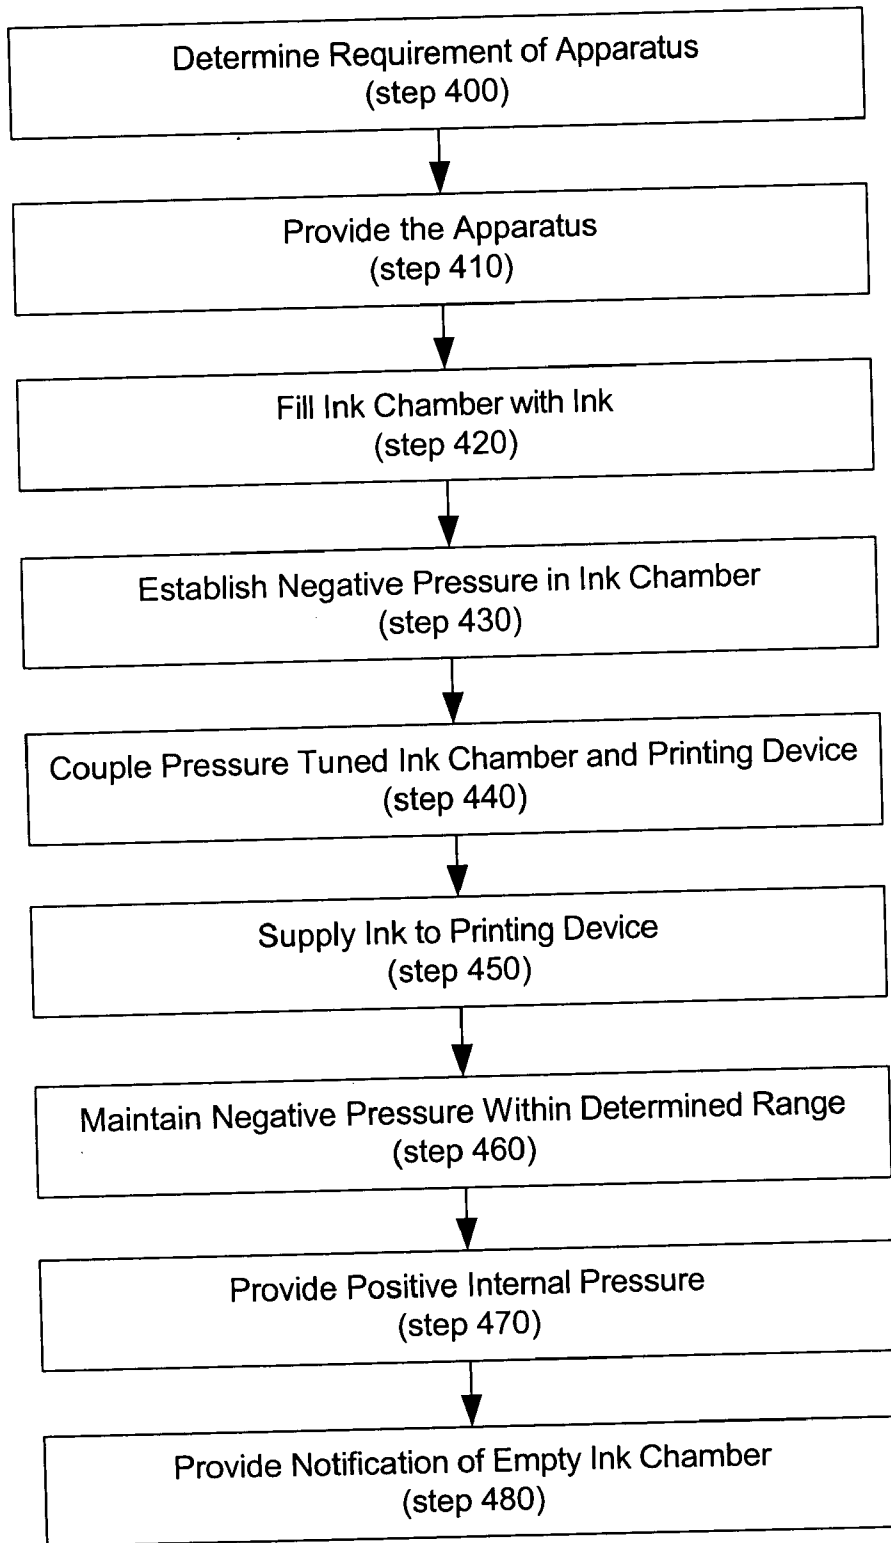 Determine Requirement of Apparatus
(step 400)
Provide the Apparatus
(step 410)
Fill Ink Chamber with Ink
(step 420)
Establish Negative Pressure in Ink Chamber
(step 430)
Couple Pressure Tuned Ink Chamber and Printing Device
(step 440)
Supply Ink to Printing Device
(step 450)
Maintain Negative Pressure Within Determined Range
(step 460)
Provide Positive Internal Pressure
(step 470)
Provide Notification of Empty Ink Chamber
(step 480)